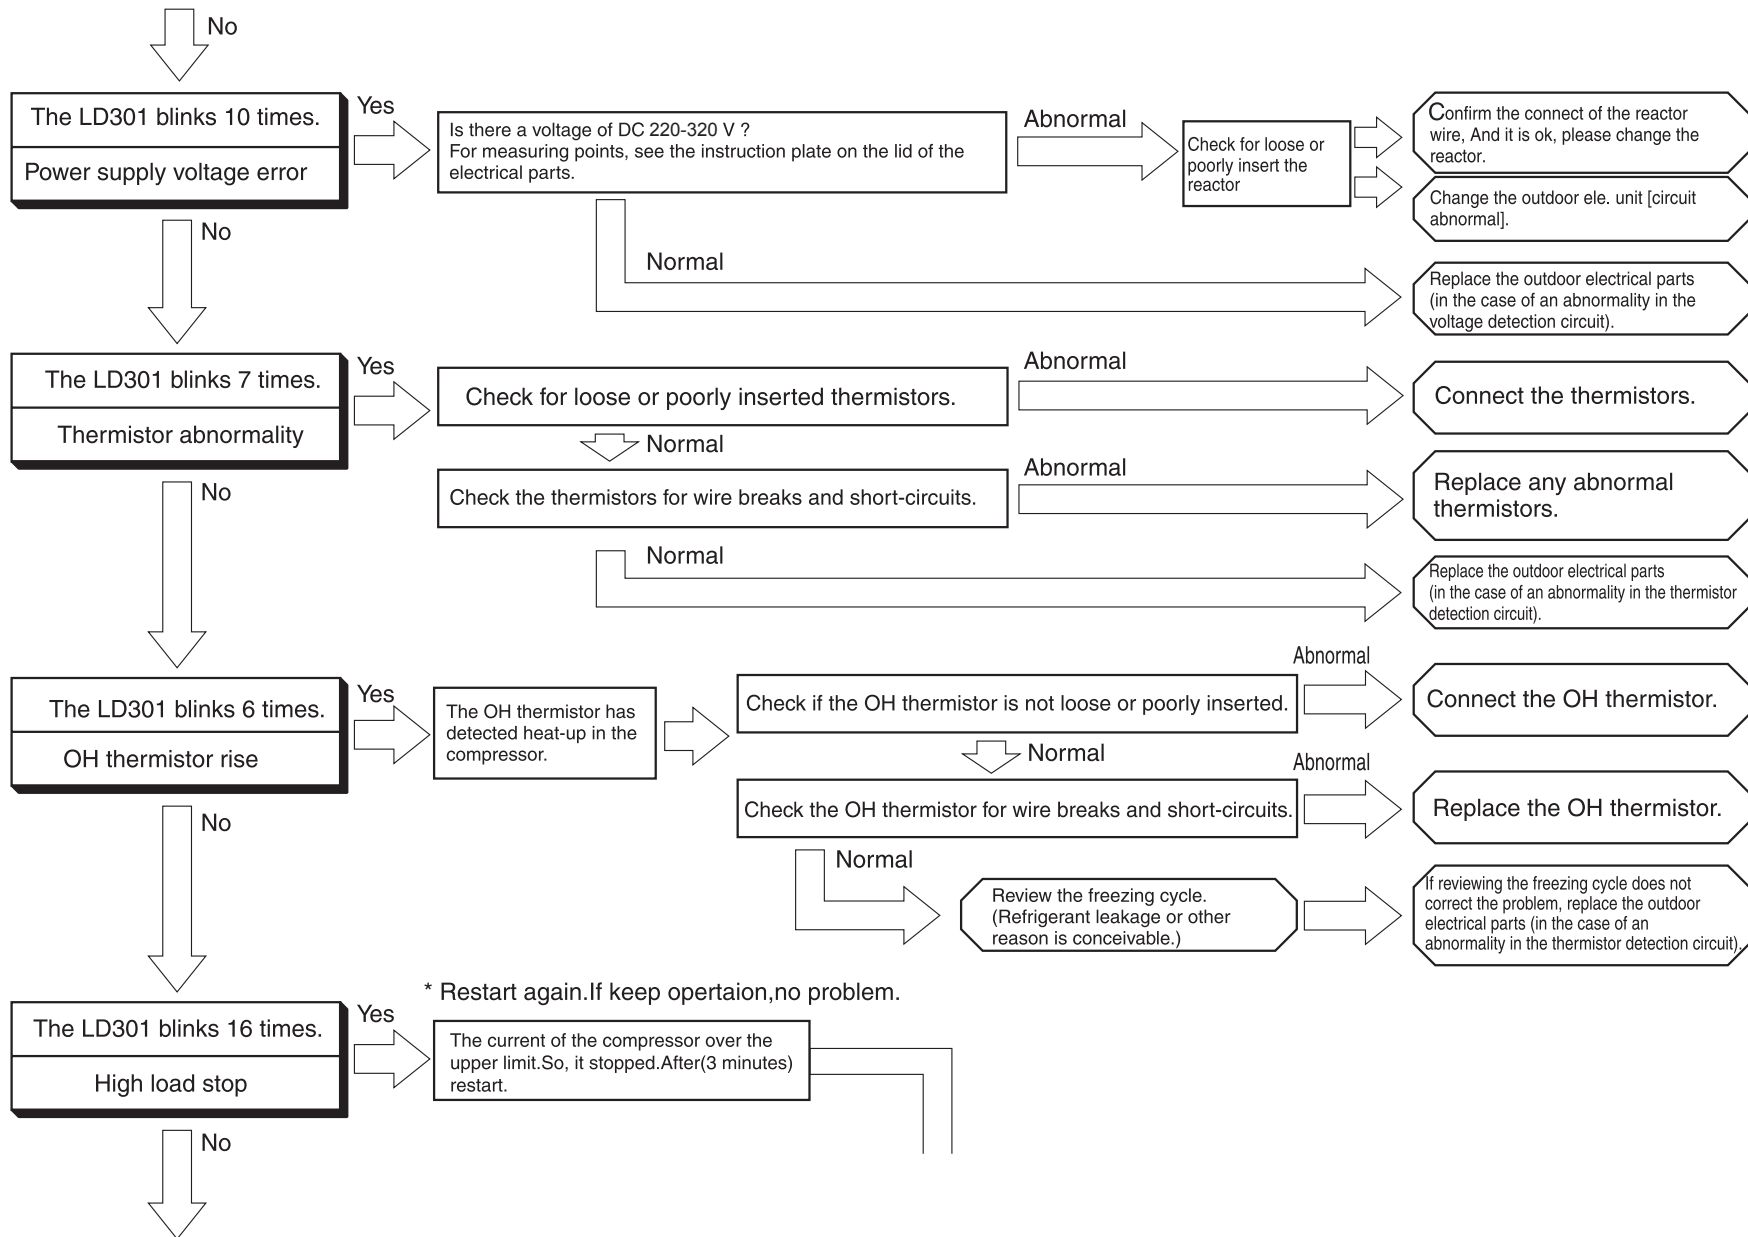 No
The LD301 blinks 10 times.
Power supply voltage error
Yes
Is there a voltage of DC 220-320 V ?
For measuring points, see the instruction plate on the lid of the
electrical parts.
Abnormal
Check for loose or
poorly insert the
reactor
Confirm the connect of the reactor
wire, And it is ok, please change the
reactor.
Change the outdoor ele. unit [circuit
abnormal].
No
Normal
Replace the outdoor electrical parts
(in the case of an abnormality in the
voltage detection circuit).
The LD301 blinks 7 times.
Thermistor abnormality
Yes
Check for loose or poorly inserted thermistors.
Abnormal
Connect the thermistors.
Normal
No
Check the thermistors for wire breaks and short-circuits.
Abnormal
Replace any abnormal
thermistors.
Normal
Replace the outdoor electrical parts
(in the case of an abnormality in the thermistor
detection circuit).
The LD301 blinks 6 times.
OH thermistor rise
Yes
The OH thermistor has
detected heat-up in the
compressor.
Check if the OH thermistor is not loose or poorly inserted.
Abnormal
Connect the OH thermistor.
Normal
No
Check the OH thermistor for wire breaks and short-circuits.
Abnormal
Replace the OH thermistor.
Normal
Review the freezing cycle.
(Refrigerant leakage or other
reason is conceivable.)
If reviewing the freezing cycle does not
correct the problem, replace the outdoor
electrical parts (in the case of an
abnormality in the thermistor detection circuit).
* Restart again.If keep opertaion,no problem.
The LD301 blinks 16 times.
High load stop
Yes
The current of the compressor over the
upper limit.So, it stopped.After(3 minutes)
restart.
No